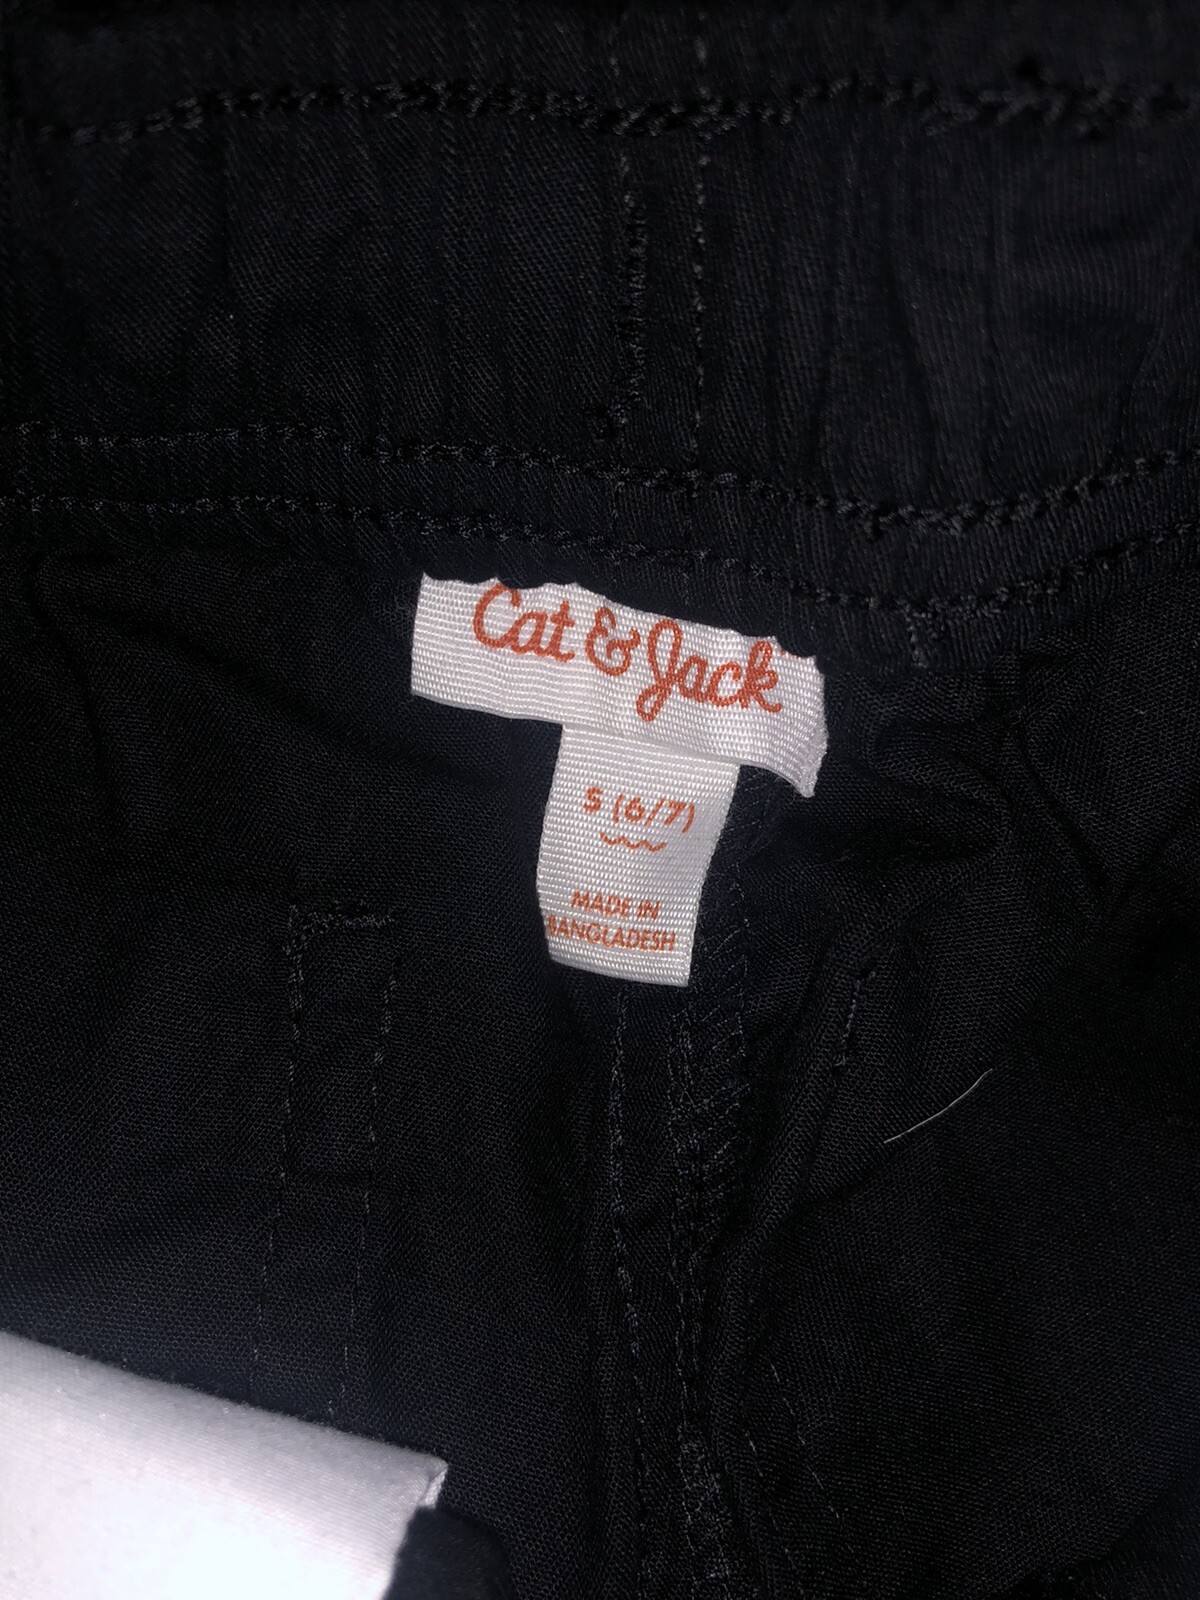 Cat & Jack
S (6/7)
MADE IN
BANGLADESH